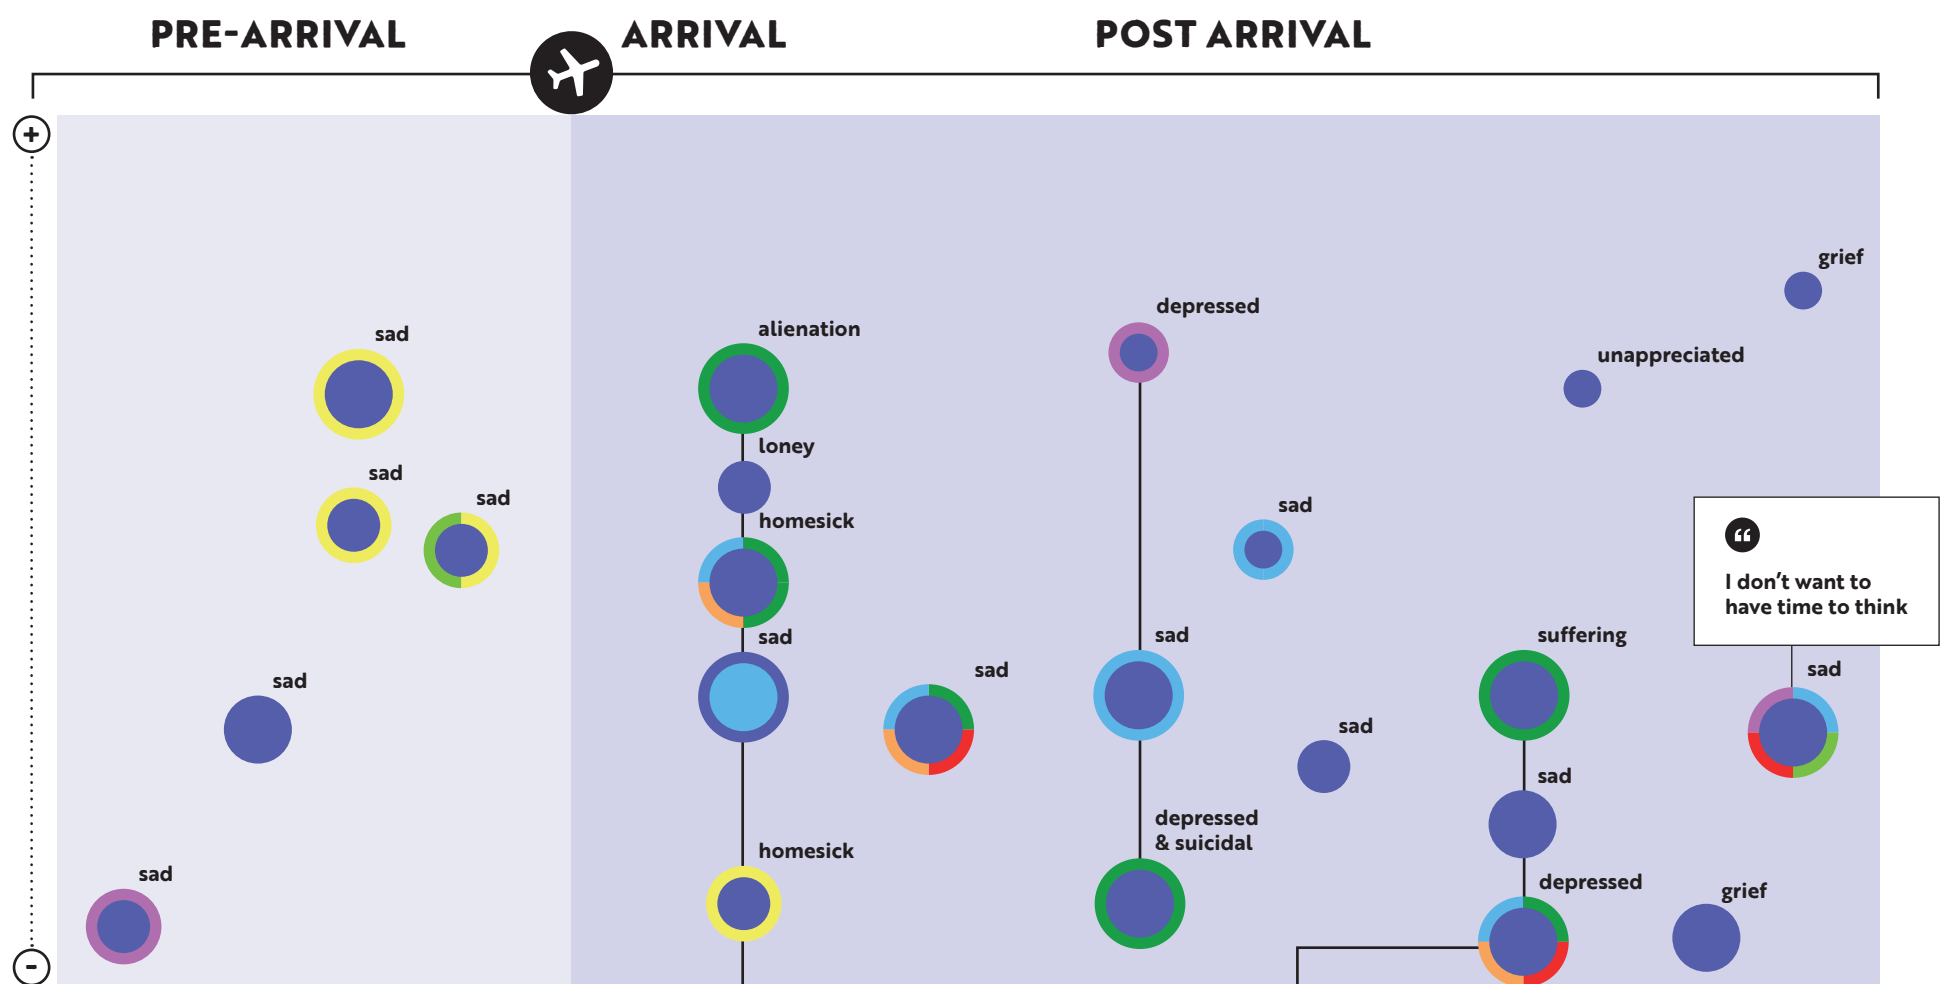 PRE-ARRIVAL
ARRIVAL
POST ARRIVAL
+
grief
depressed
alienation
sad
unappreciated
loney
sad
sad
sad
homesick
“
I don’t want to
have time to think
sad
sad
suffering
sad
sad
sad
sad
sad
depressed
& suicidal
homesick
sad
depressed
grief
-